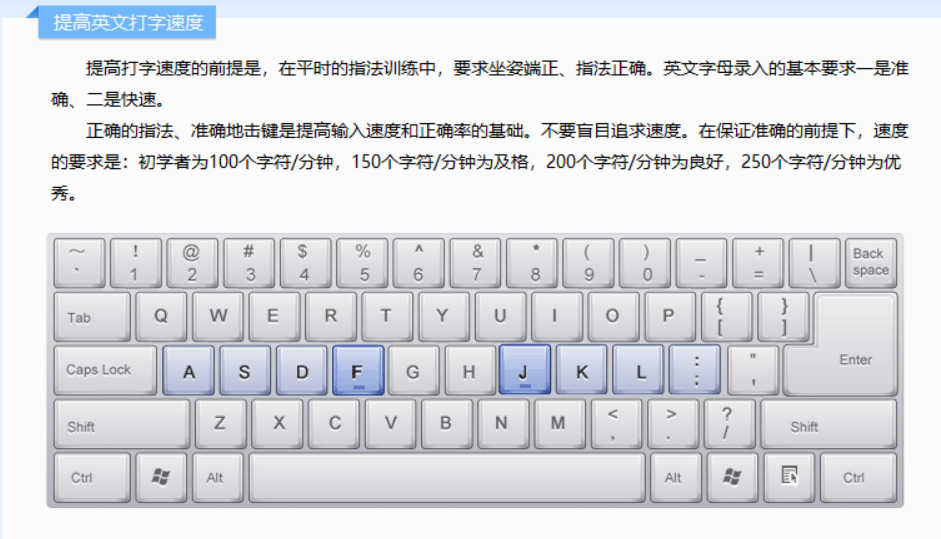 提高英文打字速度
提高打字速度的前提是，在平时的指法训练中，要求坐姿端正、指法正确。英文字母录入的基本要求一是准
确、二是快速。
正确的指法、准确地击键是提高输入速度和正确率的基础。不要盲目追求速度。在保证准确的前提下，速度
的要求是：初学者为100个字符/分钟，150个字符/分钟为及格，200个字符/分钟为良好，250个字符/分钟为优
秀。
~ ! @ # $ % ^ & * ( ) _ + | Back
` 1 2 3 4 5 6 7 8 9 0 - = \ space
Tab Q W E R T Y U I O P { [ } ]
Caps Lock A S D F G H J K L : ; " ' Enter
Shift Z X C V B N M < , > . ? / Shift
Ctrl Alt Alt Ctrl